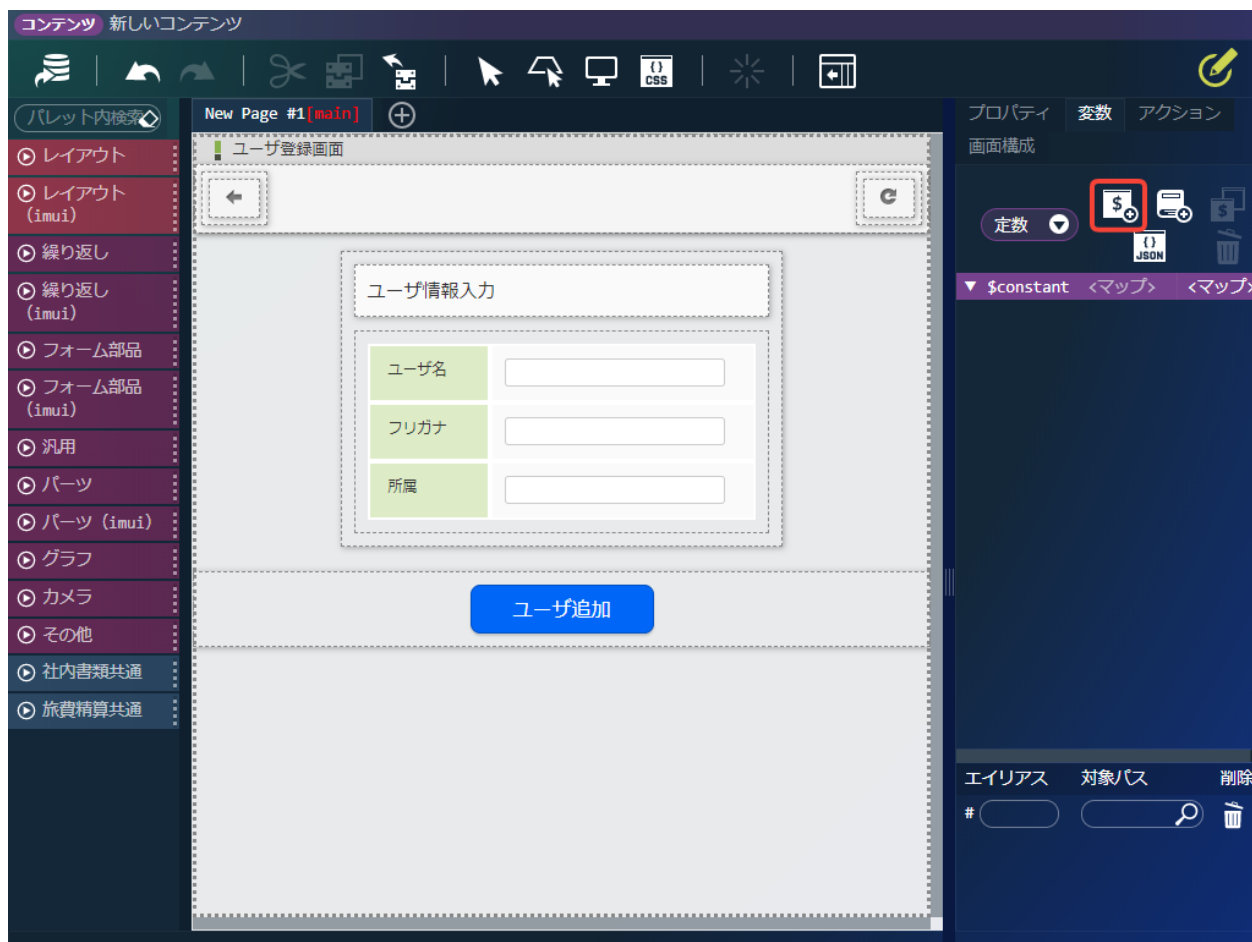 コンテンツ 新しいコンテンツ
{}
CSS
パレット内検索
New Page #1[main]
プロパティ 変数 アクション
画面構成
レイアウト
レイアウト
(imui)
繰り返し
繰り返し
(imui)
フォーム部品
フォーム部品
(imui)
汎用
パーツ
パーツ (imui)
グラフ
カメラ
その他
社内書類共通
旅費精算共通
ユーザ登録画面
ユーザ情報入力
ユーザ名
フリガナ
所属
ユーザ追加
定数
$
$
{}
JSON
▼ $constant <マップ> <マップ>
エイリアス 対象パス 削除
#